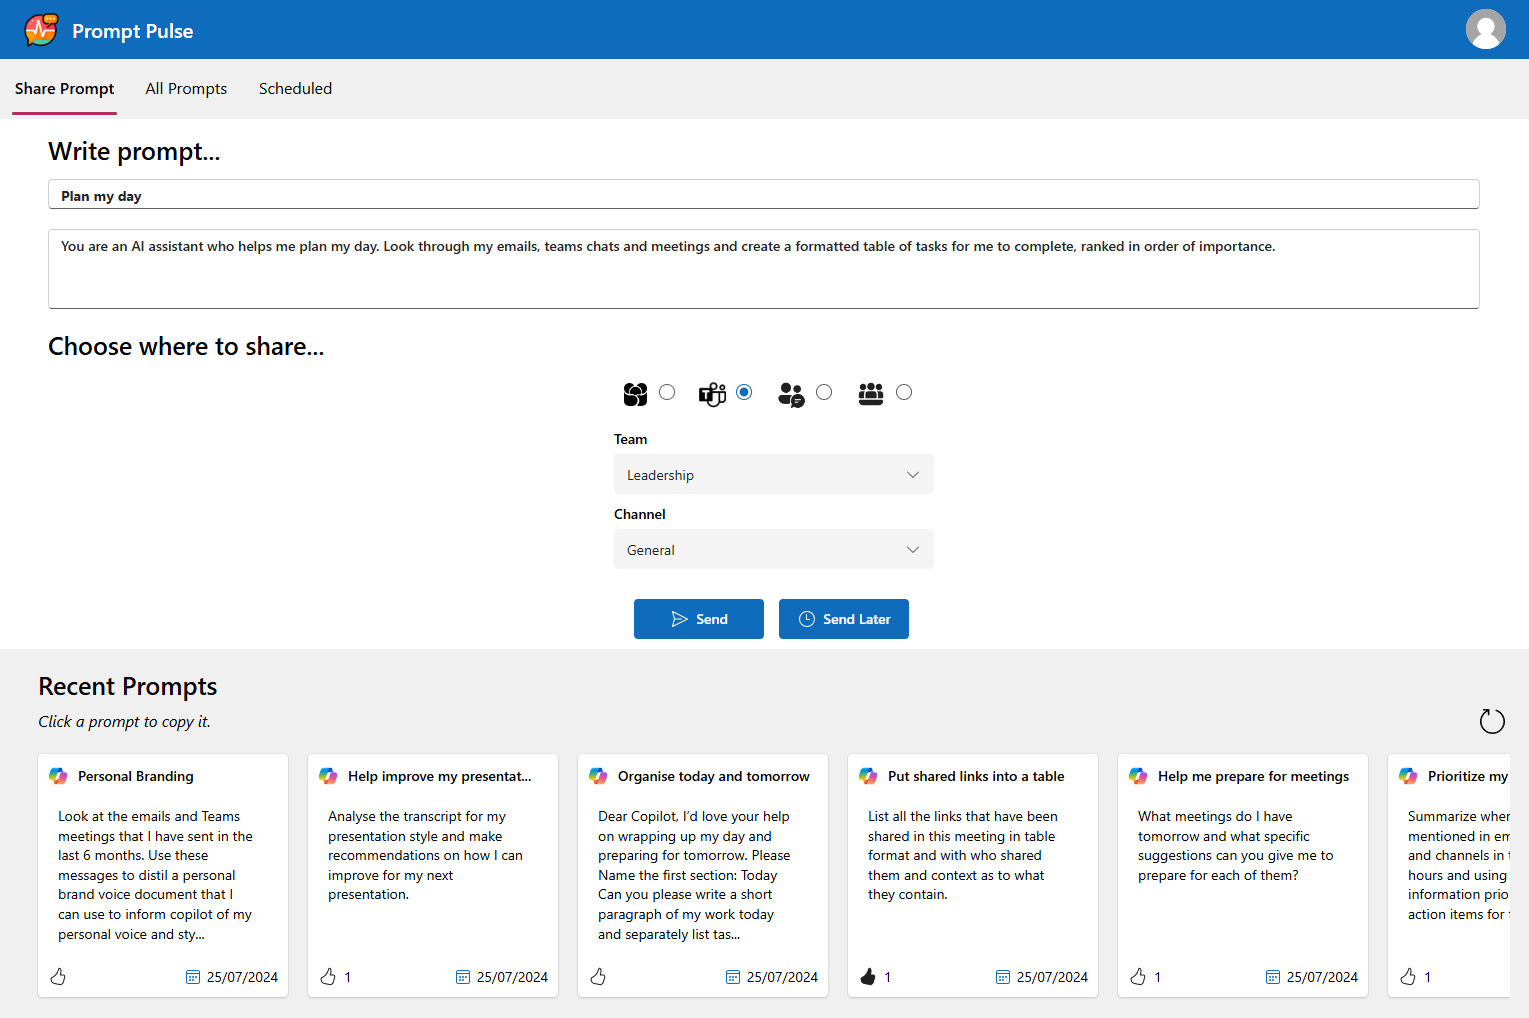 Prompt Pulse
Share Prompt
All Prompts
Scheduled
Write prompt...
Plan my day
You are an AI assistant who helps me plan my day. Look through my emails, teams chats and meetings and create a formatted table of tasks for me to complete, ranked in order of importance.
Choose where to share...
Team
Leadership
Channel
General
Send
Send Later
Recent Prompts
Click a prompt to copy it.
Personal Branding
Look at the emails and Teams
meetings that I have sent in the
last 6 months. Use these
messages to distil a personal
brand voice document that I
can use to inform copilot of my
personal voice and sty...
25/07/2024
Help improve my presentat...
Analyse the transcript for my
presentation style and make
recommendations on how I can
improve for my next
presentation.
1
25/07/2024
Organise today and tomorrow
Dear Copilot, I'd love your help
on wrapping up my day and
preparing for tomorrow. Please
Name the first section: Today
Can you please write a short
paragraph of my work today
and separately list tas...
25/07/2024
Put shared links into a table
List all the links that have been
shared in this meeting in table
format and with who shared
them and context as to what
they contain.
1
25/07/2024
Help me prepare for meetings
What meetings do I have
tomorrow and what specific
suggestions can you give me to
prepare for each of them?
1
25/07/2024
Prioritize my
Summarize when
mentioned in em
and channels in
hours and using
information prio
action items for
1